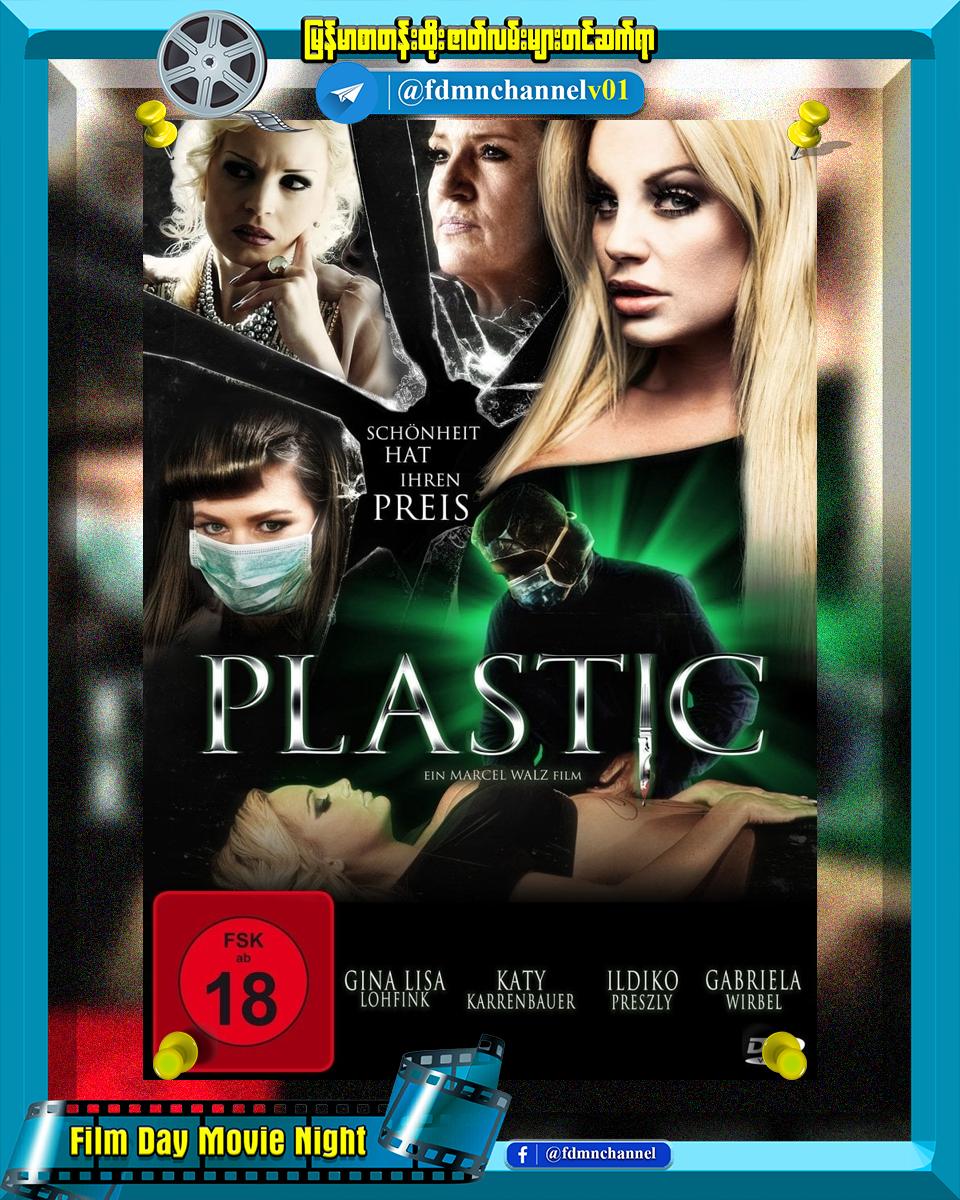 မြန်မာစာတန်းထိုးဇာတ်လမ်းများတင်ဆက်ရာ
@fdmnchannelv01
SCHÖNHEIT
HAT
IHREN
PREIS
PLASTIC
EIN MARCEL WALZ FILM
FSK
ab
18
GINA LISA
LOHFINK
KATY
KARRENBAUER
ILDIKO
PRESZLY
GABRIELA
WIRBEL
Film Day Movie Night
@fdmnchannel